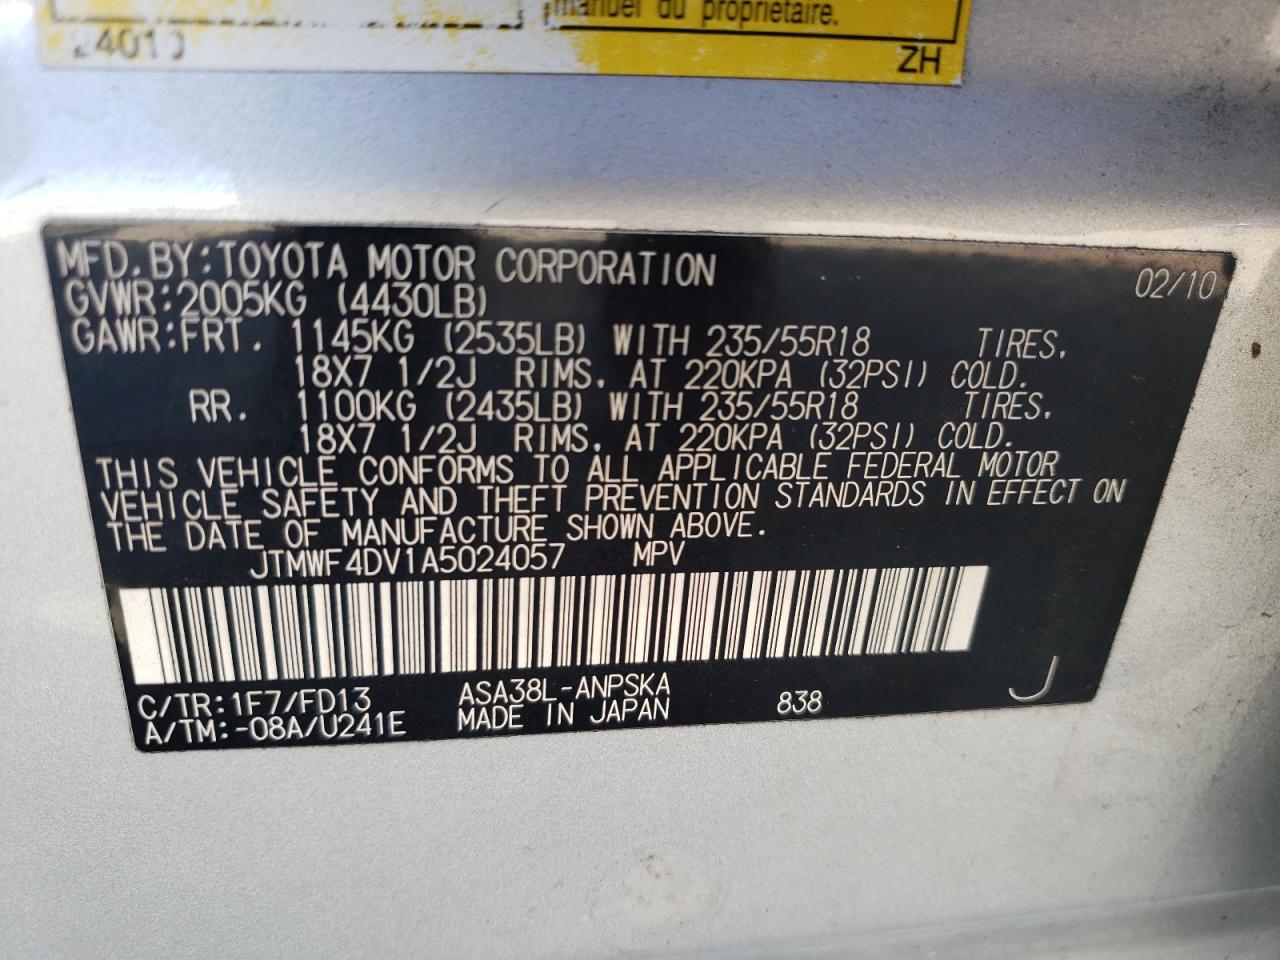 manuel du propriétaire.
ZH
MFD. BY: TOYOTA MOTOR CORPORATION 02/10
GVWR: 2005KG (4430LB)
GAWR: FRT. 1145KG (2535LB) WITH 235/55R18 TIRES,
18X7 1/2J RIMS, AT 220KPA (32PSI) COLD.
RR. 1100KG (2435LB) WITH 235/55R18 TIRES,
18X7 1/2J RIMS, AT 220KPA (32PSI) COLD.
THIS VEHICLE CONFORMS TO ALL APPLICABLE FEDERAL MOTOR
VEHICLE SAFETY AND THEFT PREVENTION STANDARDS IN EFFECT ON
THE DATE OF MANUFACTURE SHOWN ABOVE.
JTMWF4DV1A5024057 MPV
C/TR: 1F7/FD13 ASA38L-ANPSKA 838 J
A/TM: -08A/U241E MADE IN JAPAN